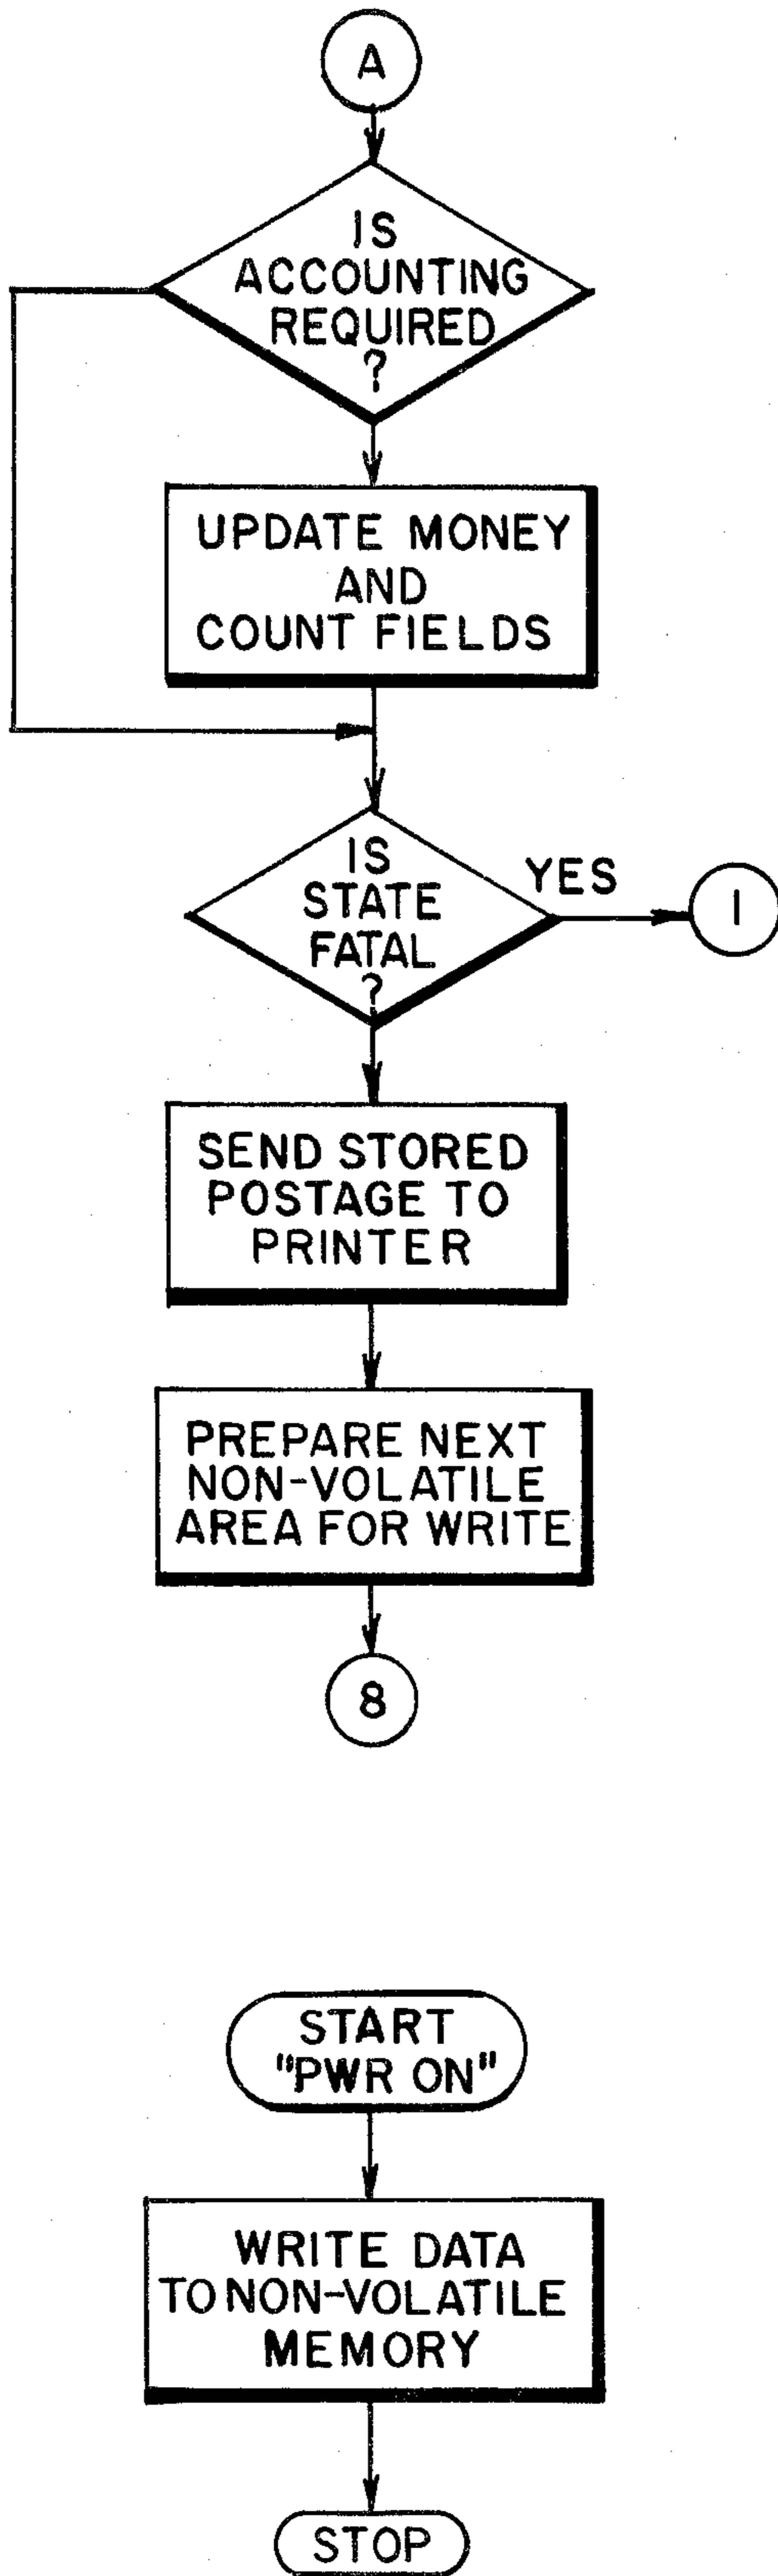 A
IS
ACCOUNTING
REQUIRED
?
UPDATE MONEY
AND
COUNT FIELDS
IS
STATE
FATAL
?
YES
1
SEND STORED
POSTAGE TO
PRINTER
PREPARE NEXT
NON-VOLATILE
AREA FOR WRITE
8
START
"PWR ON"
WRITE DATA
TO NON-VOLATILE
MEMORY
STOP